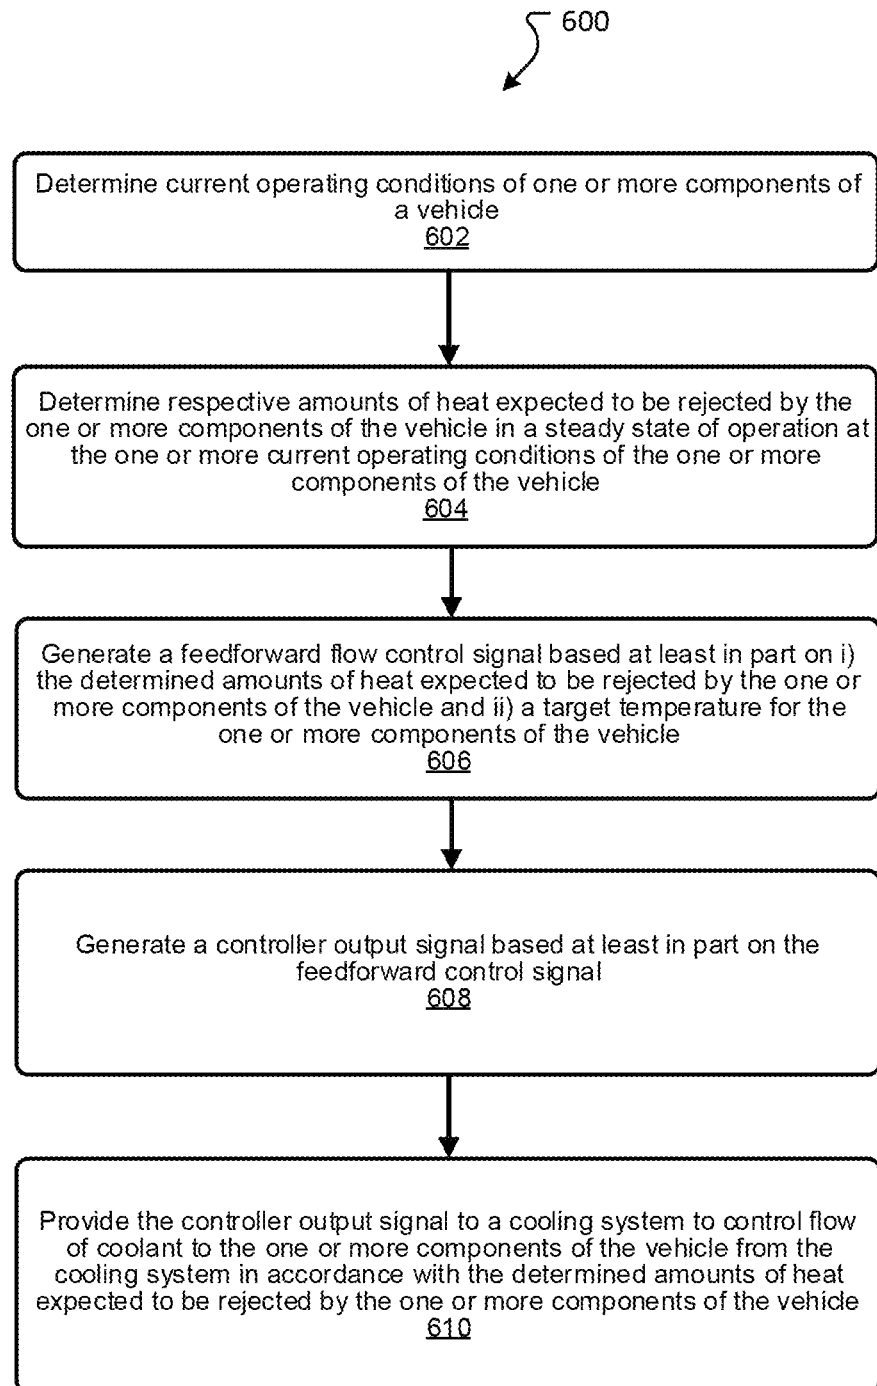 600
Determine current operating conditions of one or more components of
a vehicle
602
Determine respective amounts of heat expected to be rejected by the
one or more components of the vehicle in a steady state of operation at
the one or more current operating conditions of the one or more
components of the vehicle
604
Generate a feedforward flow control signal based at least in part on i)
the determined amounts of heat expected to be rejected by the one or
more components of the vehicle and ii) a target temperature for the
one or more components of the vehicle
606
Generate a controller output signal based at least in part on the
feedforward control signal
608
Provide the controller output signal to a cooling system to control flow
of coolant to the one or more components of the vehicle from the
cooling system in accordance with the determined amounts of heat
expected to be rejected by the one or more components of the vehicle
610